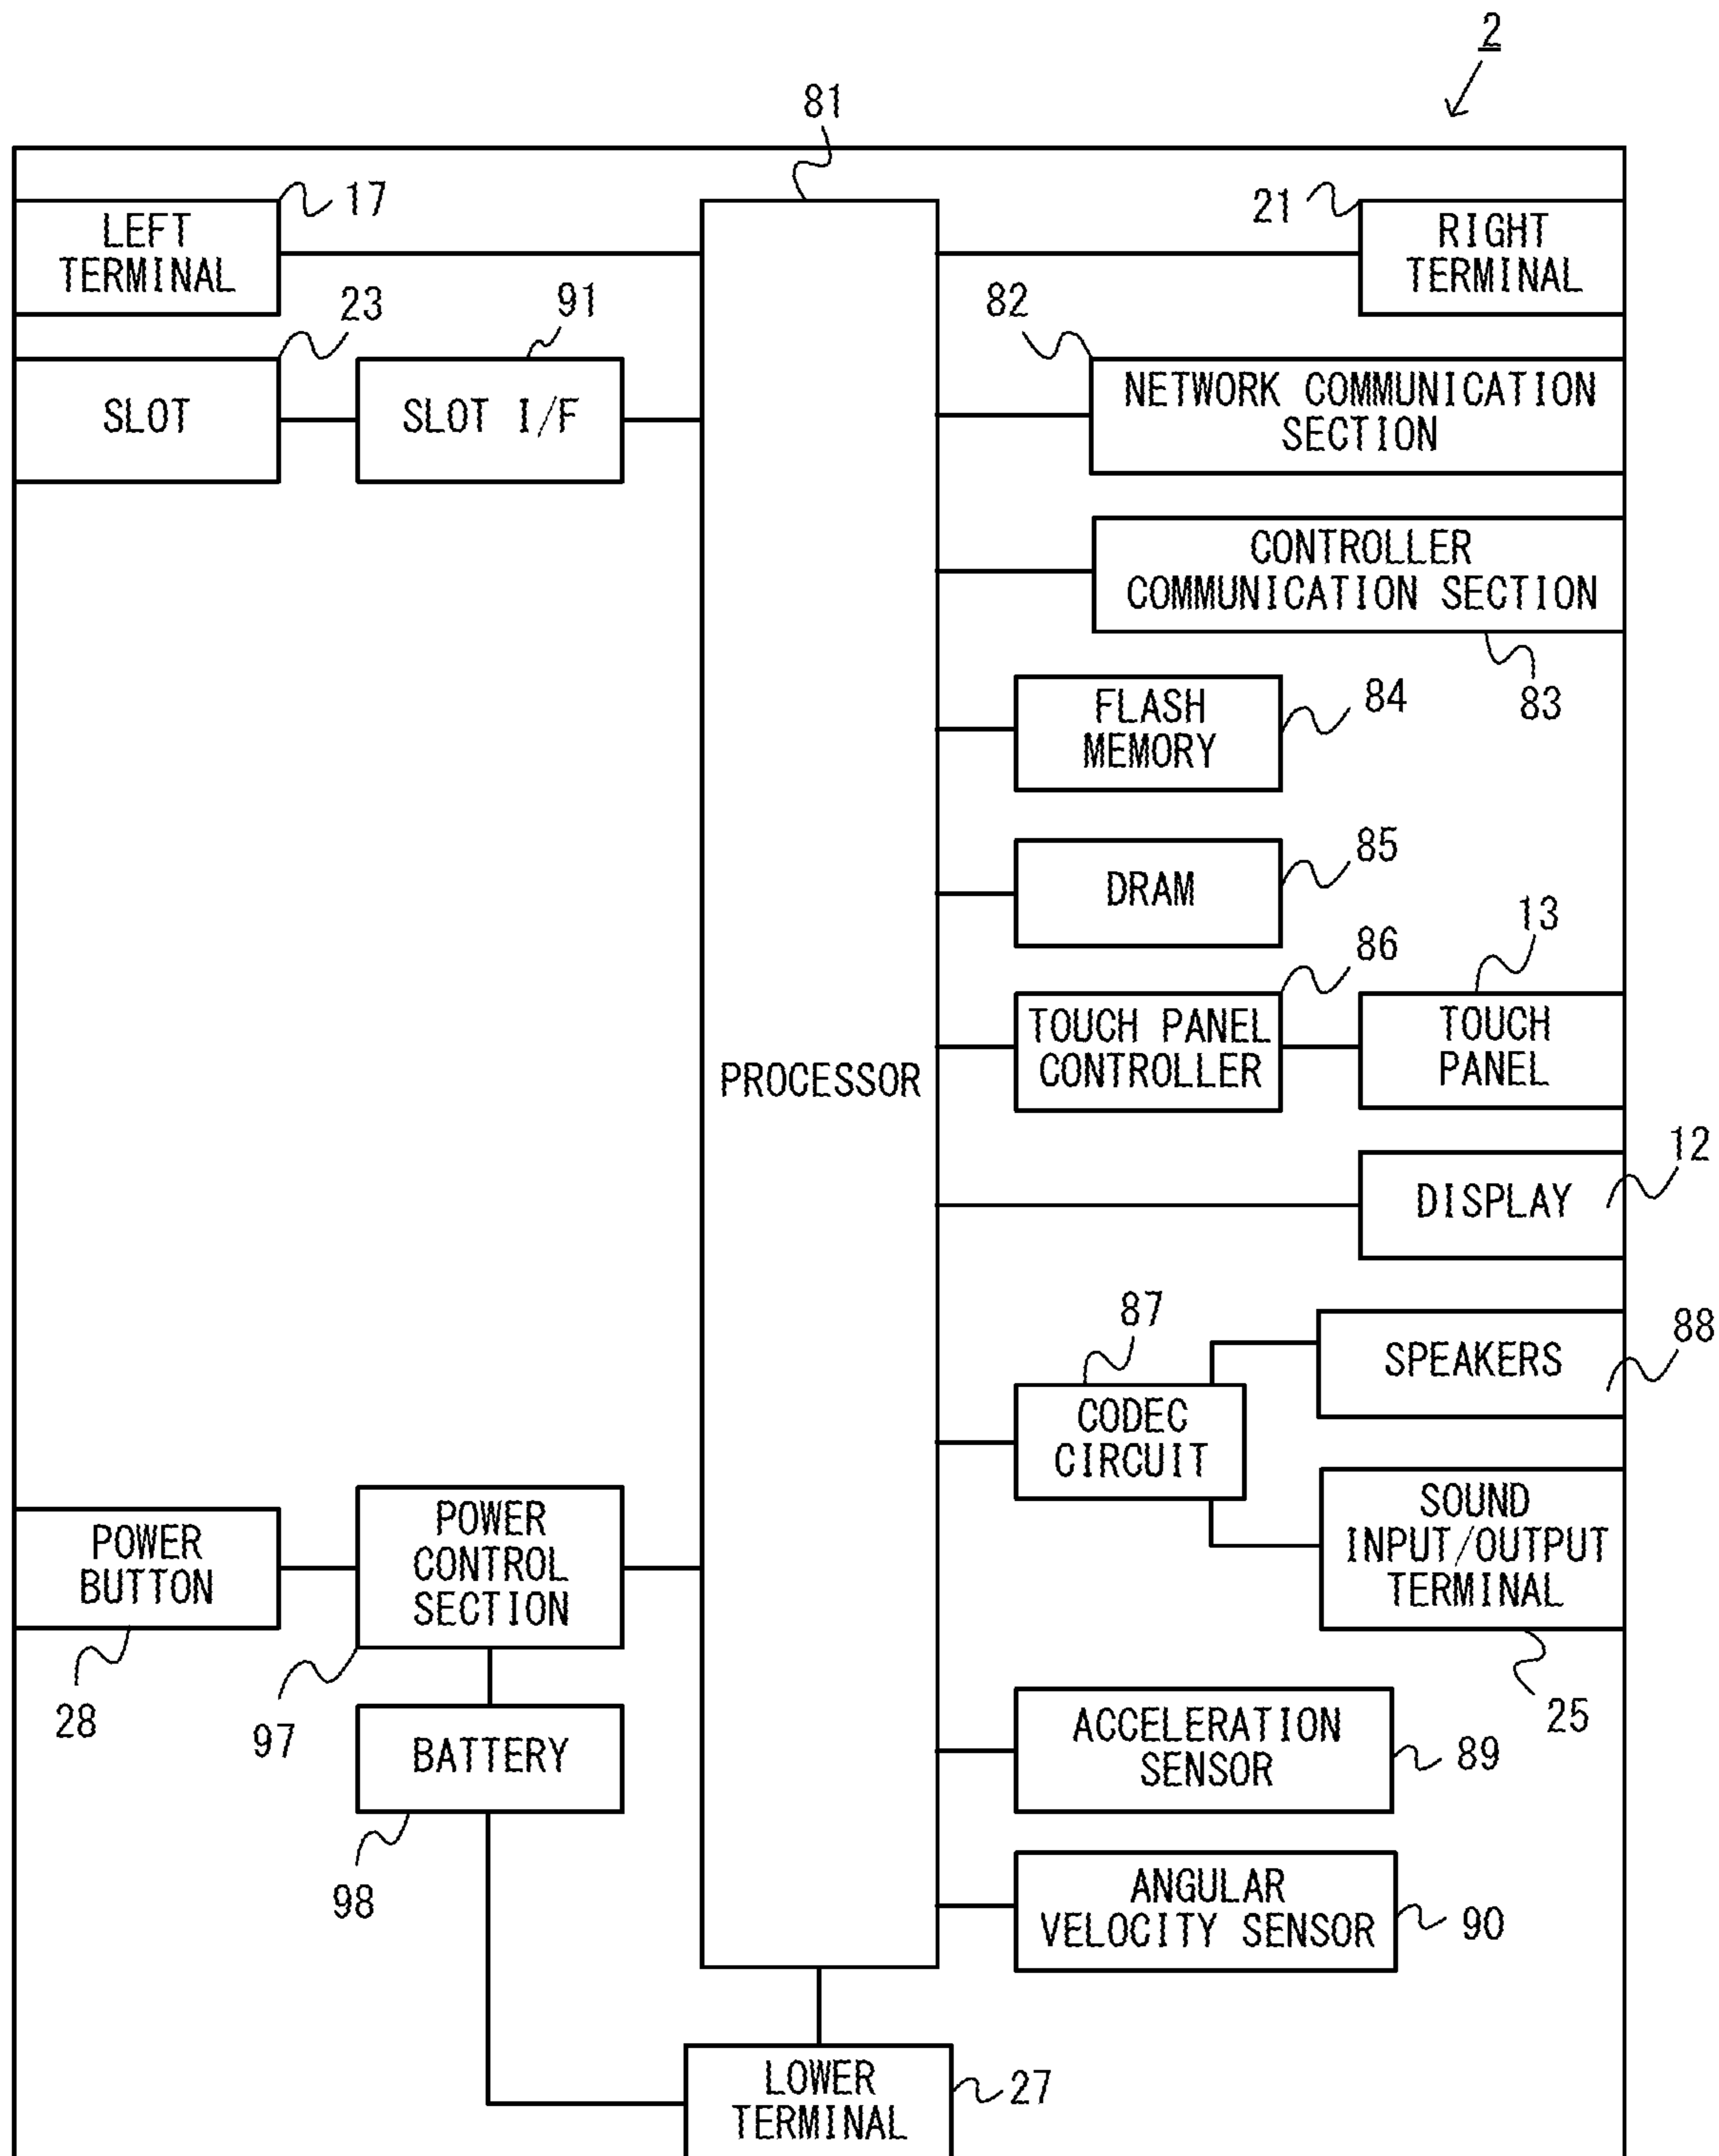 2
81
LEFT
TERMINAL
17
21
RIGHT
TERMINAL
23
91
82
SLOT
SLOT I/F
NETWORK COMMUNICATION
SECTION
CONTROLLER
COMMUNICATION SECTION
83
FLASH
MEMORY
84
DRAM
85
86
13
TOUCH PANEL
CONTROLLER
TOUCH
PANEL
PROCESSOR
DISPLAY
12
87
SPEAKERS
88
CODEC
CIRCUIT
SOUND
INPUT/OUTPUT
TERMINAL
25
POWER
BUTTON
28
POWER
CONTROL
SECTION
97
BATTERY
98
ACCELERATION
SENSOR
89
ANGULAR
VELOCITY SENSOR
90
LOWER
TERMINAL
27